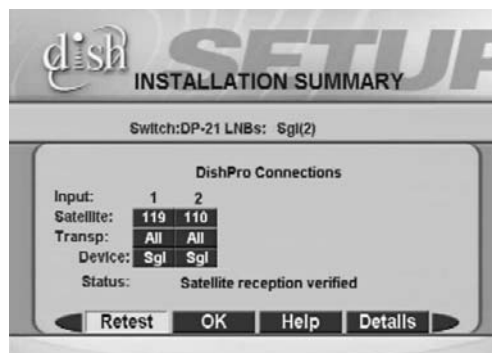 dish
SETUP
INSTALLATION SUMMARY
Switch:DP-21 LNBs: Sgl(2)
DishPro Connections
Input: 1 2
Satellite: 119 110
Transp: All All
Device: Sgl Sgl
Status: Satellite reception verified
Retest OK Help Details